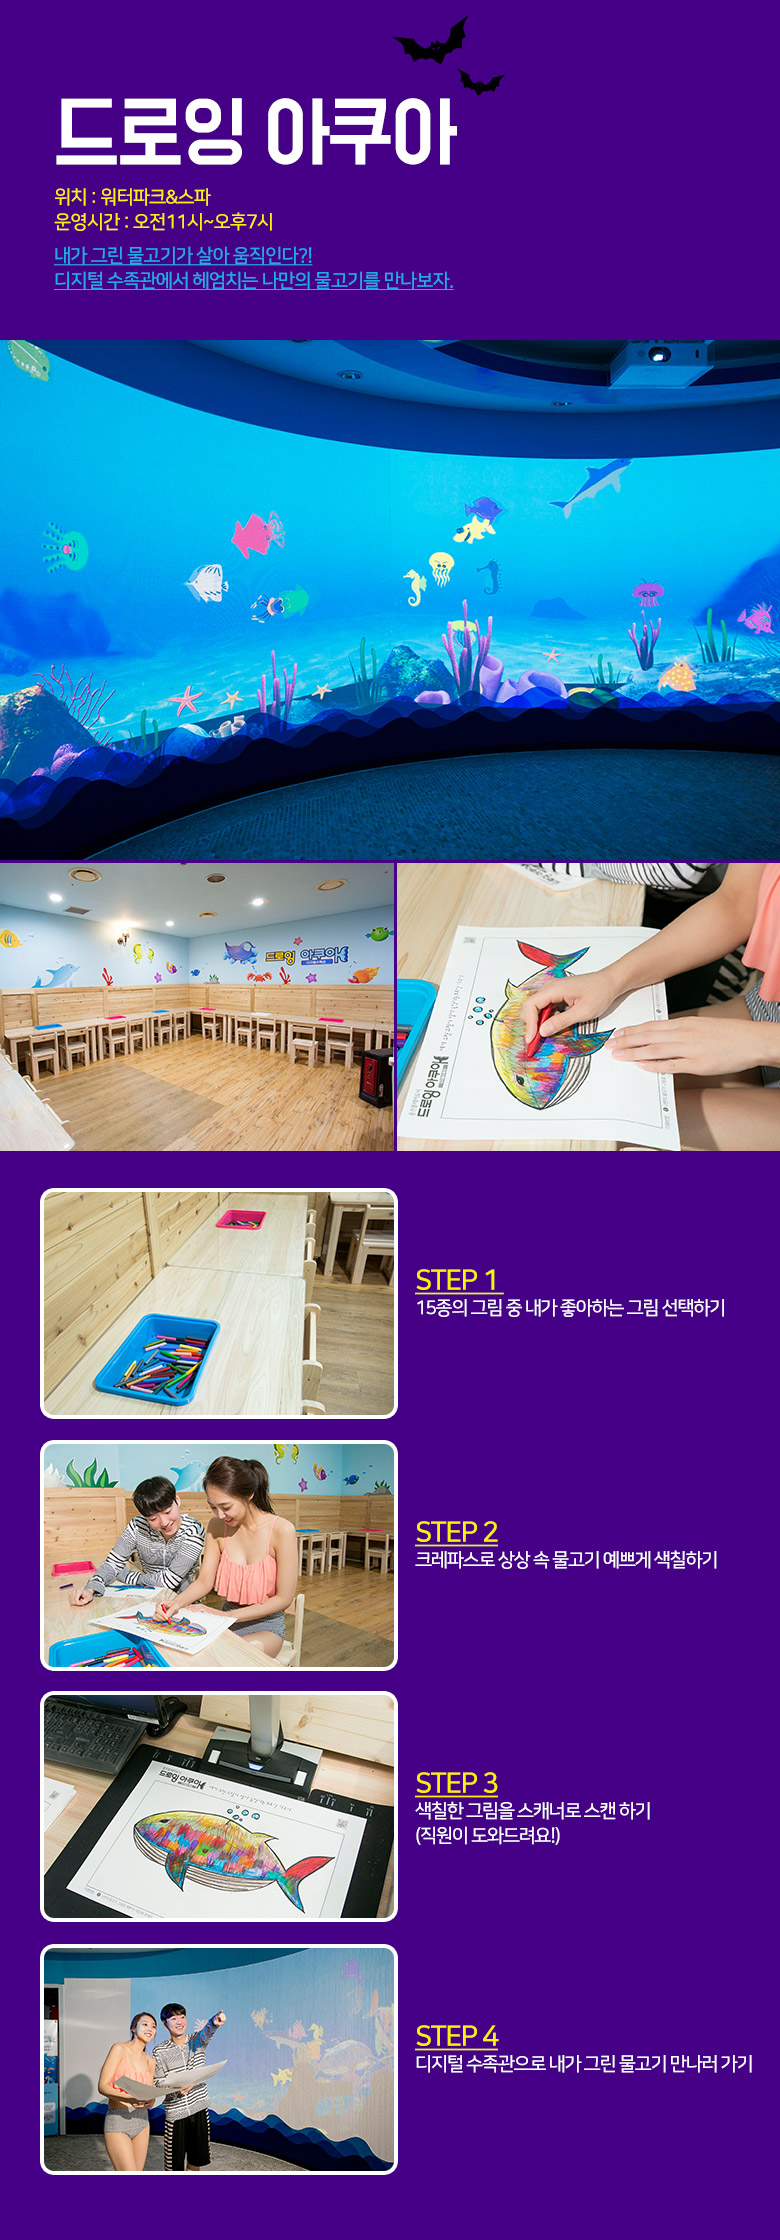 드로잉 아쿠아
위치 : 워터파크&스파
운영시간 : 오전11시~오후7시
내가 그린 물고기가 살아 움직인다?!
디지털 수족관에서 헤엄치는 나만의 물고기를 만나보자.
드로잉 아쿠아
드로잉 아쿠아
STEP 1
15종의 그림 중 내가 좋아하는 그림 선택하기
STEP 2
크레파스로 상상 속 물고기 예쁘게 색칠하기
드로잉 아쿠아
STEP 3
색칠한 그림을 스캐너로 스캔 하기
(직원이 도와드려요!)
STEP 4
디지털 수족관으로 내가 그린 물고기 만나러 가기